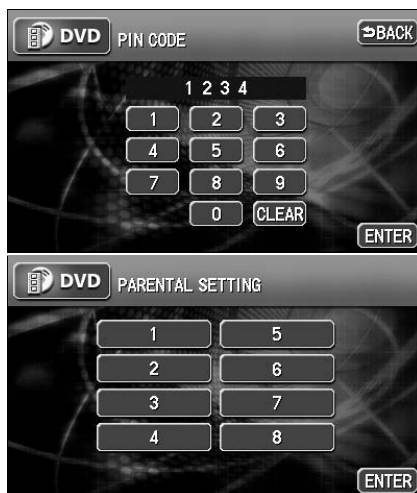 DVD PIN CODE BACK
1 2 3 4
1 2 3
4 5 6
7 8 9
0 CLEAR
ENTER
DVD PARENTAL SETTING
1 5
2 6
3 7
4 8
ENTER